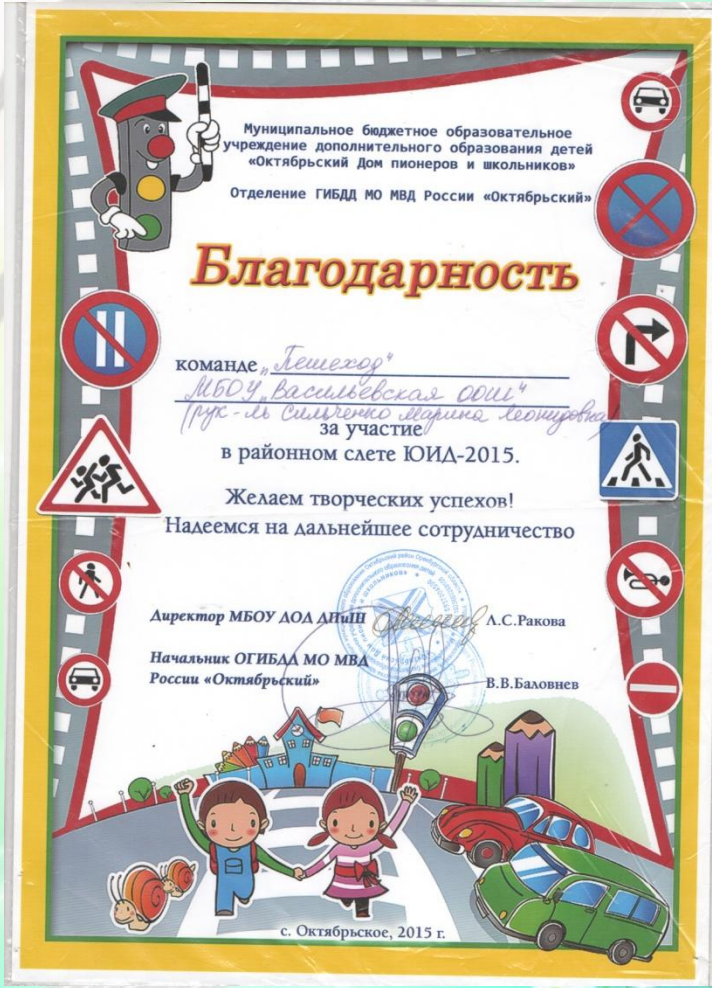 Муниципальное бюджетное образовательное
учреждение дополнительного образования детей
«Октябрьский Дом пионеров и школьников»
Отделение ГИБДД МО МВД России «Октябрьский»
Благодарность
команде „Пешеход"
МБОУ „Васильевская ООШ"
(рук-ль Сильченко Марина Леонидовна)
за участие
в районном слете ЮИД-2015.
Желаем творческих успехов!
Надеемся на дальнейшее сотрудничество
Директор МБОУ ДОД ДПиШ Л.С.Ракова
Начальник ОГИБДД МО МВД
России «Октябрьский» В.В.Баловнев
с. Октябрьское, 2015 г.